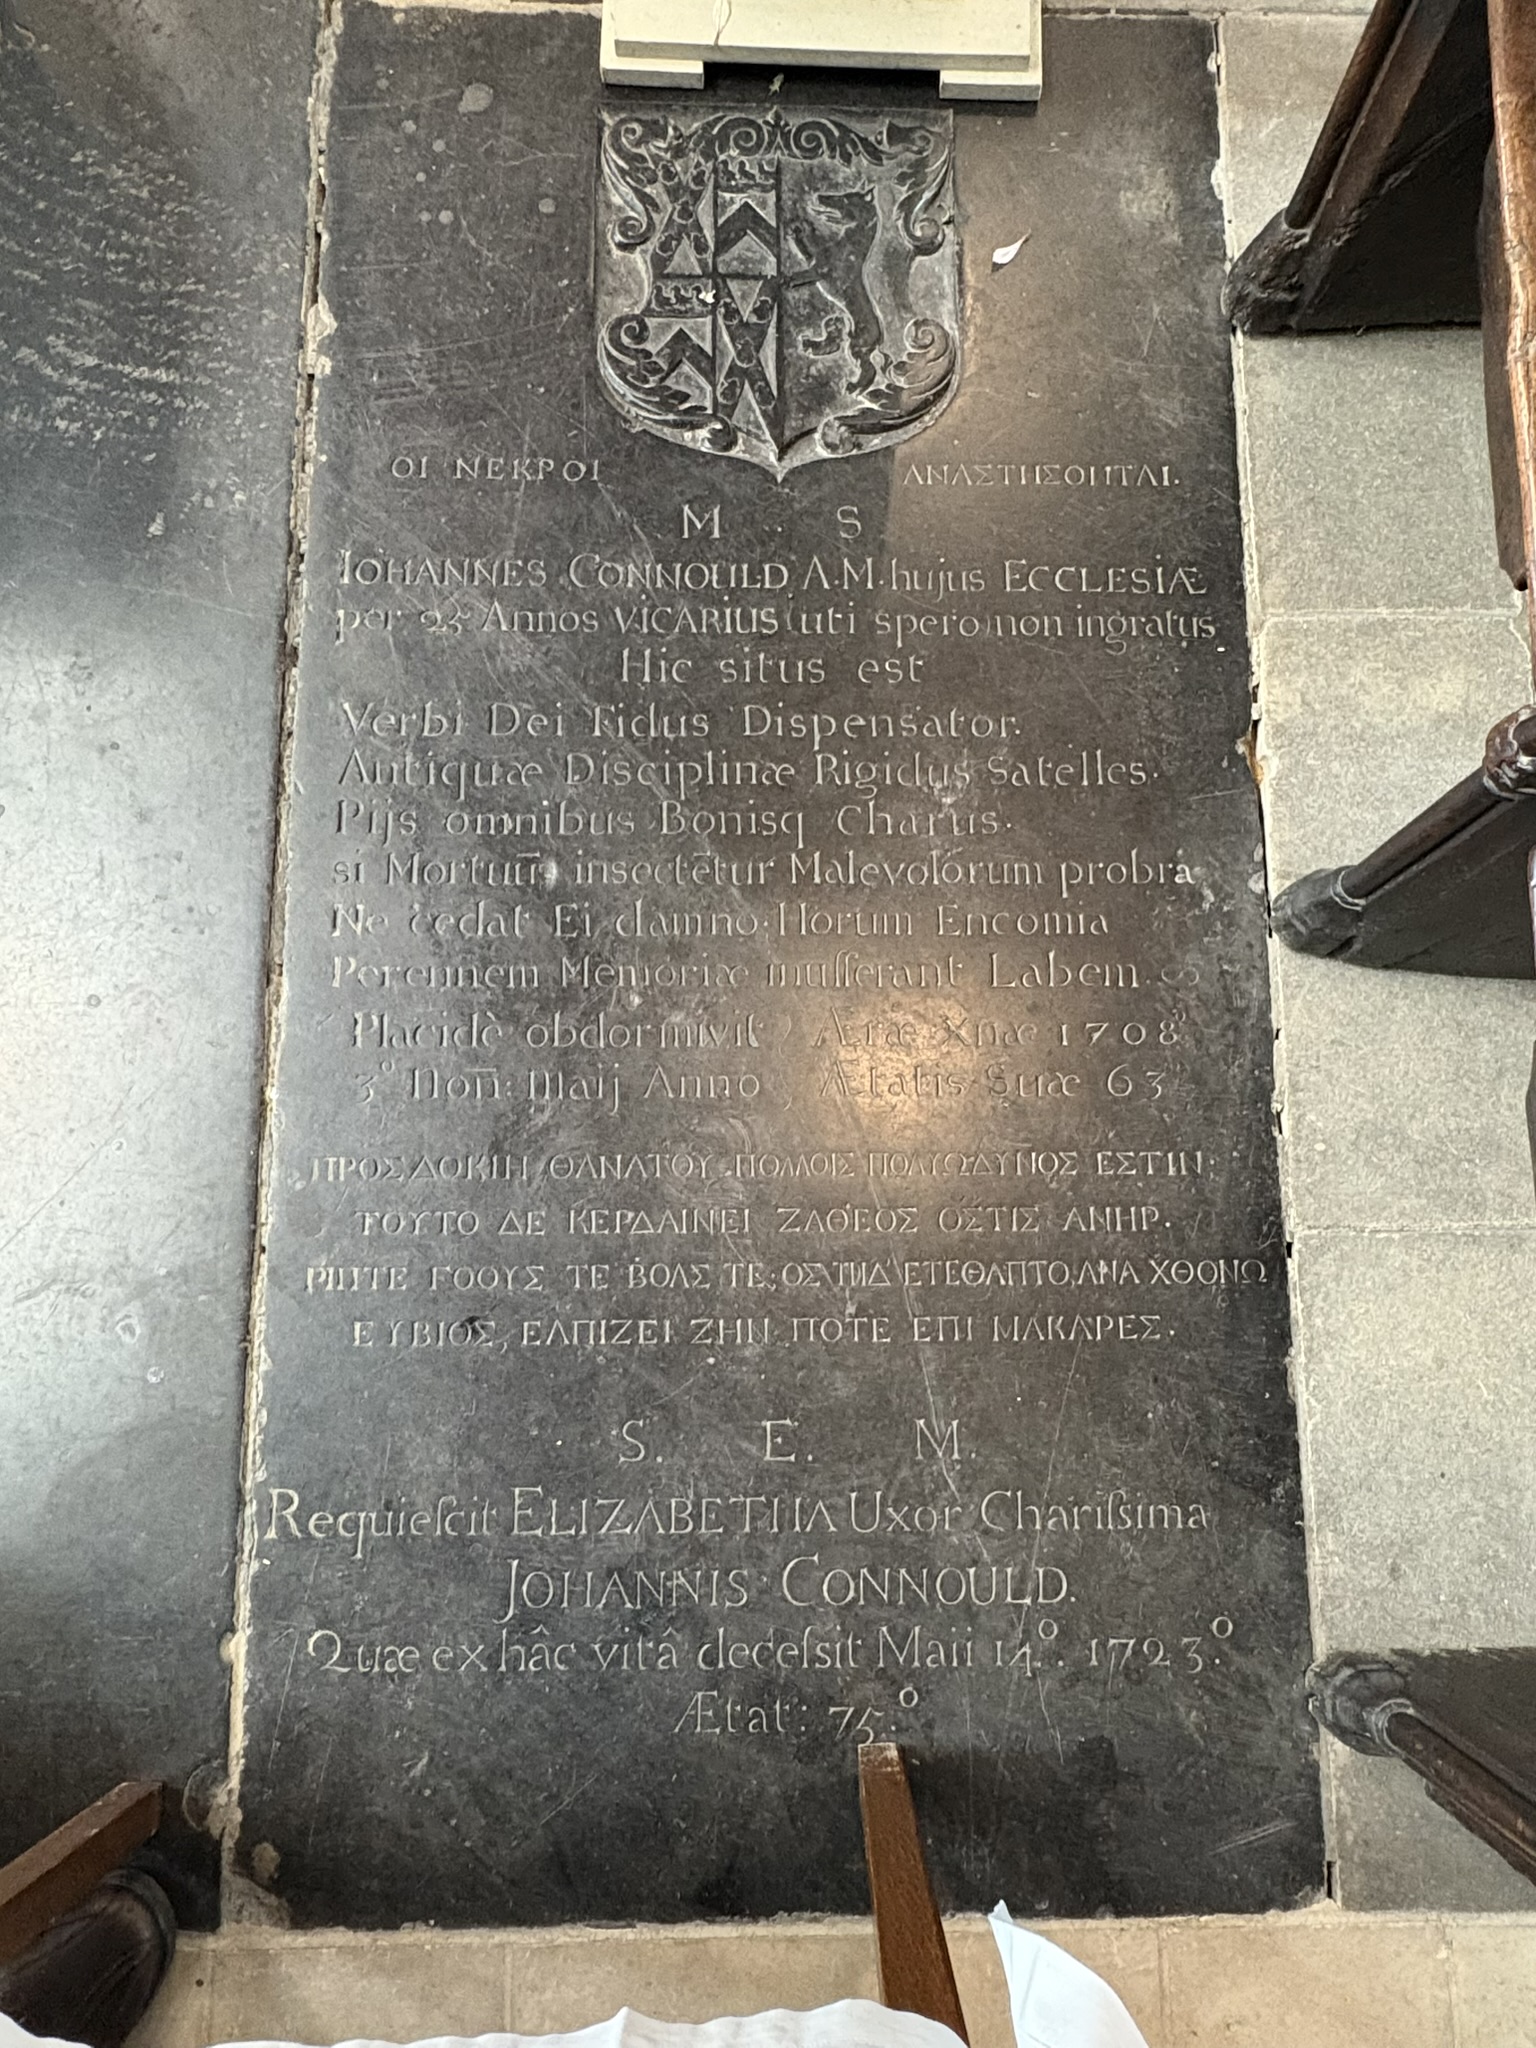 ΟΙ ΝΕΚΡΟΙ ΑΝΑΣΤΗΣΟΝΤΑΙ.
M S
IOHANNES CONNOULD A.M. hujus ECCLESIÆ
per 25 Annos VICARIUS (uti spero) non ingratus
Hic situs est
Verbi Dei Fidus Dispensator.
Antiquæ Disciplinæ Rigidus Satelles.
Pijs omnibus Bonisq Charus.
si Mortuū insectētur Malevolorum probra
Ne cedat Ei damno. Horum Encomia
Perennem Memoriæ inusſerant Labem.
Placidè obdormivit Æræ Xnæ 1708
3° Non̄: Maij Anno Ætatis Suæ 63
ΠΡΟΣΔΟΚΙΗ ΘΑΝΑΤΟΥ ΠΟΛΛΟΙΣ ΠΟΛΥΩΔΥΝΟΣ ΕΣΤΙΝ.
ΤΟΥΤΟ ΔΕ ΚΕΡΔΑΙΝΕΙ ΖΑΘΕΟΣ ΟΣΤΙΣ ΑΝΗΡ.
ΡΙΠΤΕ ΓΟΟΥΣ ΤΕ ΒΟΑΣ ΤΕ; ΟΣ ΤΗΔ' ΕΤΕΘΑΠΤΟ, ΑΝΑ ΧΘΟΝΩ
ΕΥΒΙΟΣ, ΕΛΠΙΖΕΙ ΖΗΝ ΠΟΤΕ ΕΠΙ ΜΑΚΑΡΕΣ.
S. E. M.
Requieſcit ELIZABETHA Uxor Chariſsima
JOHANNIS CONNOULD.
Quæ ex hâc vitâ deceſsit Maii 14.° 1723.°
Ætat: 75.°